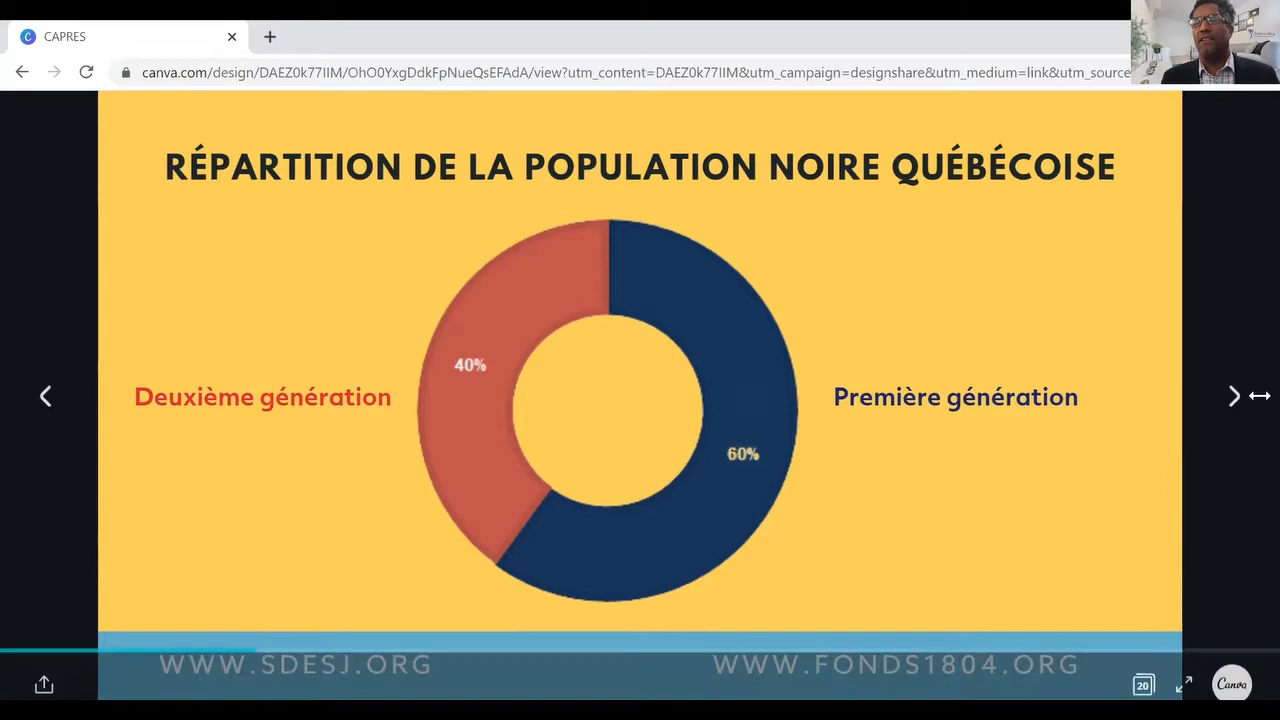 CAPRES
canva.com/design/DAEZ0k77IIM/OhO0YxgDdkFpNueQsEFAdA/view?utm_content=DAEZ0k77IIM&utm_campaign=designshare&utm_medium=link&utm_source
RÉPARTITION DE LA POPULATION NOIRE QUÉBÉCOISE
40%
Deuxième génération
Première génération
60%
WWW.SDESJ.ORG
WWW.FONDS1804.ORG
20
Canva